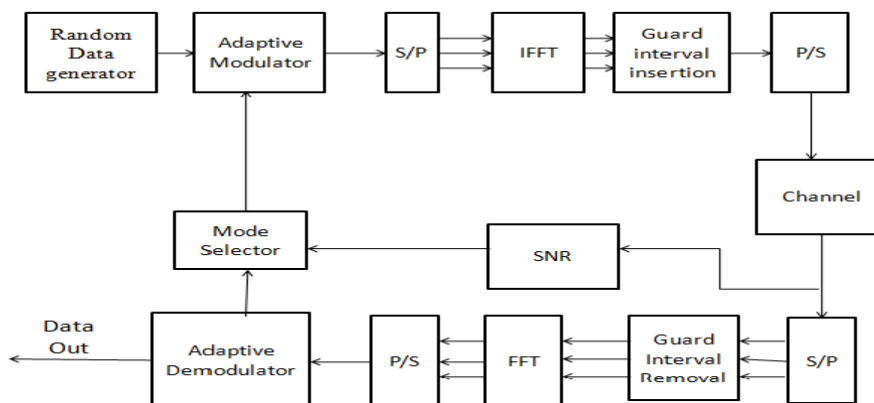 Random
Data
generator
Adaptive
Modulator
S/P
IFFT
Guard
interval
insertion
P/S
Channel
Mode
Selector
SNR
Data
Out
Adaptive
Demodulator
P/S
FFT
Guard
Interval
Removal
S/P